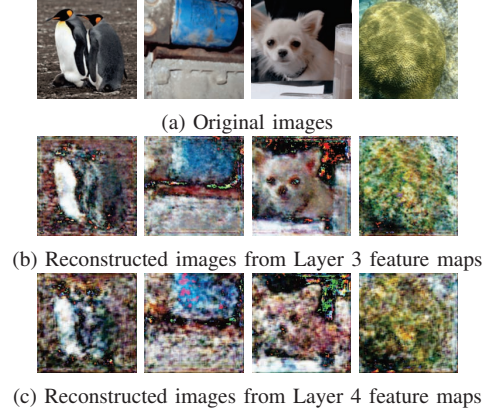 (a) Original images
(b) Reconstructed images from Layer 3 feature maps
(c) Reconstructed images from Layer 4 feature maps